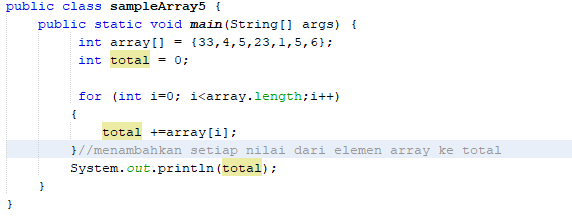 public class sampleArray5 {
public static void main(String[] args) {
int array[] = {33,4,5,23,1,5,6};
int total = 0;
for (int i=0; i<array.length;i++)
{
total +=array[i];
}//menambahkan setiap nilai dari elemen array ke total
System.out.println(total);
}
}